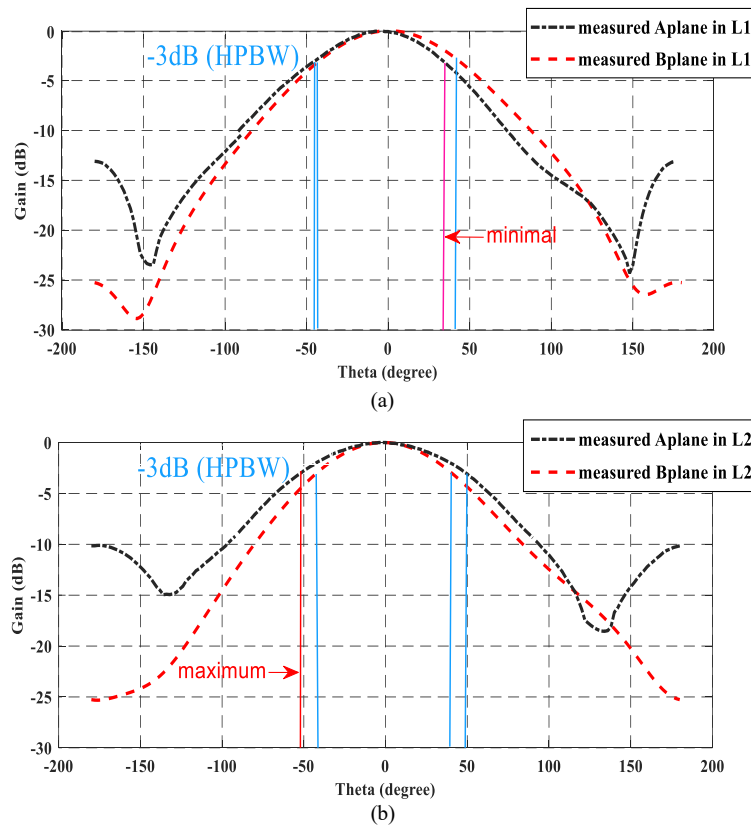 measured Aplane in L1
measured Bplane in L1
-3dB (HPBW)
minimal
Gain (dB)
0
-5
-10
-15
-20
-25
-30
-200 -150 -100 -50 0 50 100 150 200
Theta (degree)
(a)
measured Aplane in L2
measured Bplane in L2
-3dB (HPBW)
maximum
Gain (dB)
0
-5
-10
-15
-20
-25
-30
-200 -150 -100 -50 0 50 100 150 200
Theta (degree)
(b)